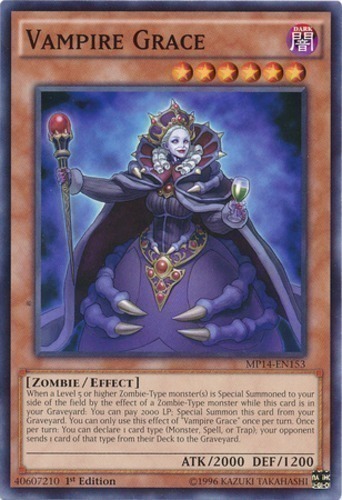 VAMPIRE GRACE
DARK
闇
MP14-EN153
[ZOMBIE / EFFECT]
When a Level 5 or higher Zombie-Type monster(s) is Special Summoned to your
side of the field by the effect of a Zombie-Type monster while this card is in
your Graveyard: You can pay 2000 LP; Special Summon this card from your
Graveyard. You can only use this effect of "Vampire Grace" once per turn. Once
per turn: You can declare 1 card type (Monster, Spell, or Trap); your opponent
sends 1 card of that type from their Deck to the Graveyard.
ATK/2000 DEF/1200
40607210 1st Edition ©1996 KAZUKI TAKAHASHI